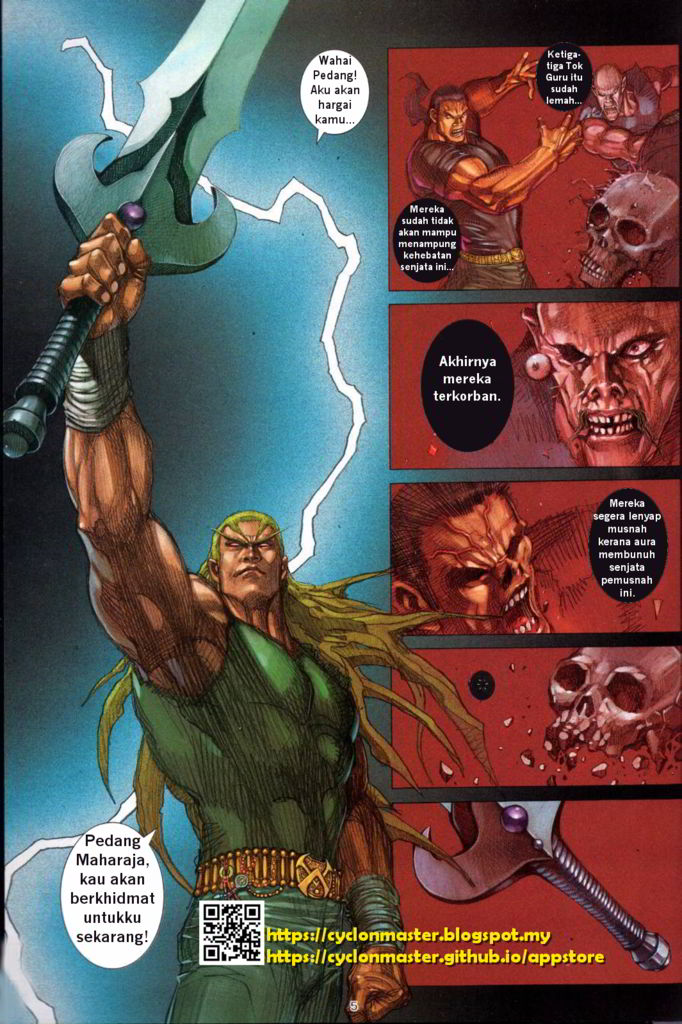 Wahai
Pedang!
Aku akan
hargai
kamu...
Ketiga-
tiga Tok
Guru itu
sudah
lemah...
Mereka
sudah tidak
akan mampu
menampung
kehebatan
senjata ini...
Akhirnya
mereka
terkorban.
Mereka
segera lenyap
musnah
kerana aura
membunuh
senjata
pemusnah
ini.
Pedang
Maharaja,
kau akan
berkhidmat
untukku
sekarang!
https://cyclonmaster.blogspot.my
https://cyclonmaster.github.io/appstore
5